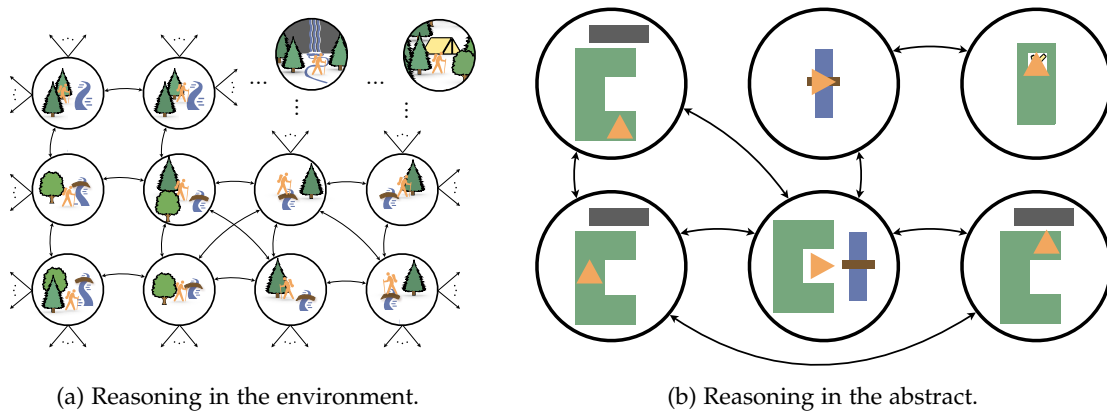 (a) Reasoning in the environment.
(b) Reasoning in the abstract.